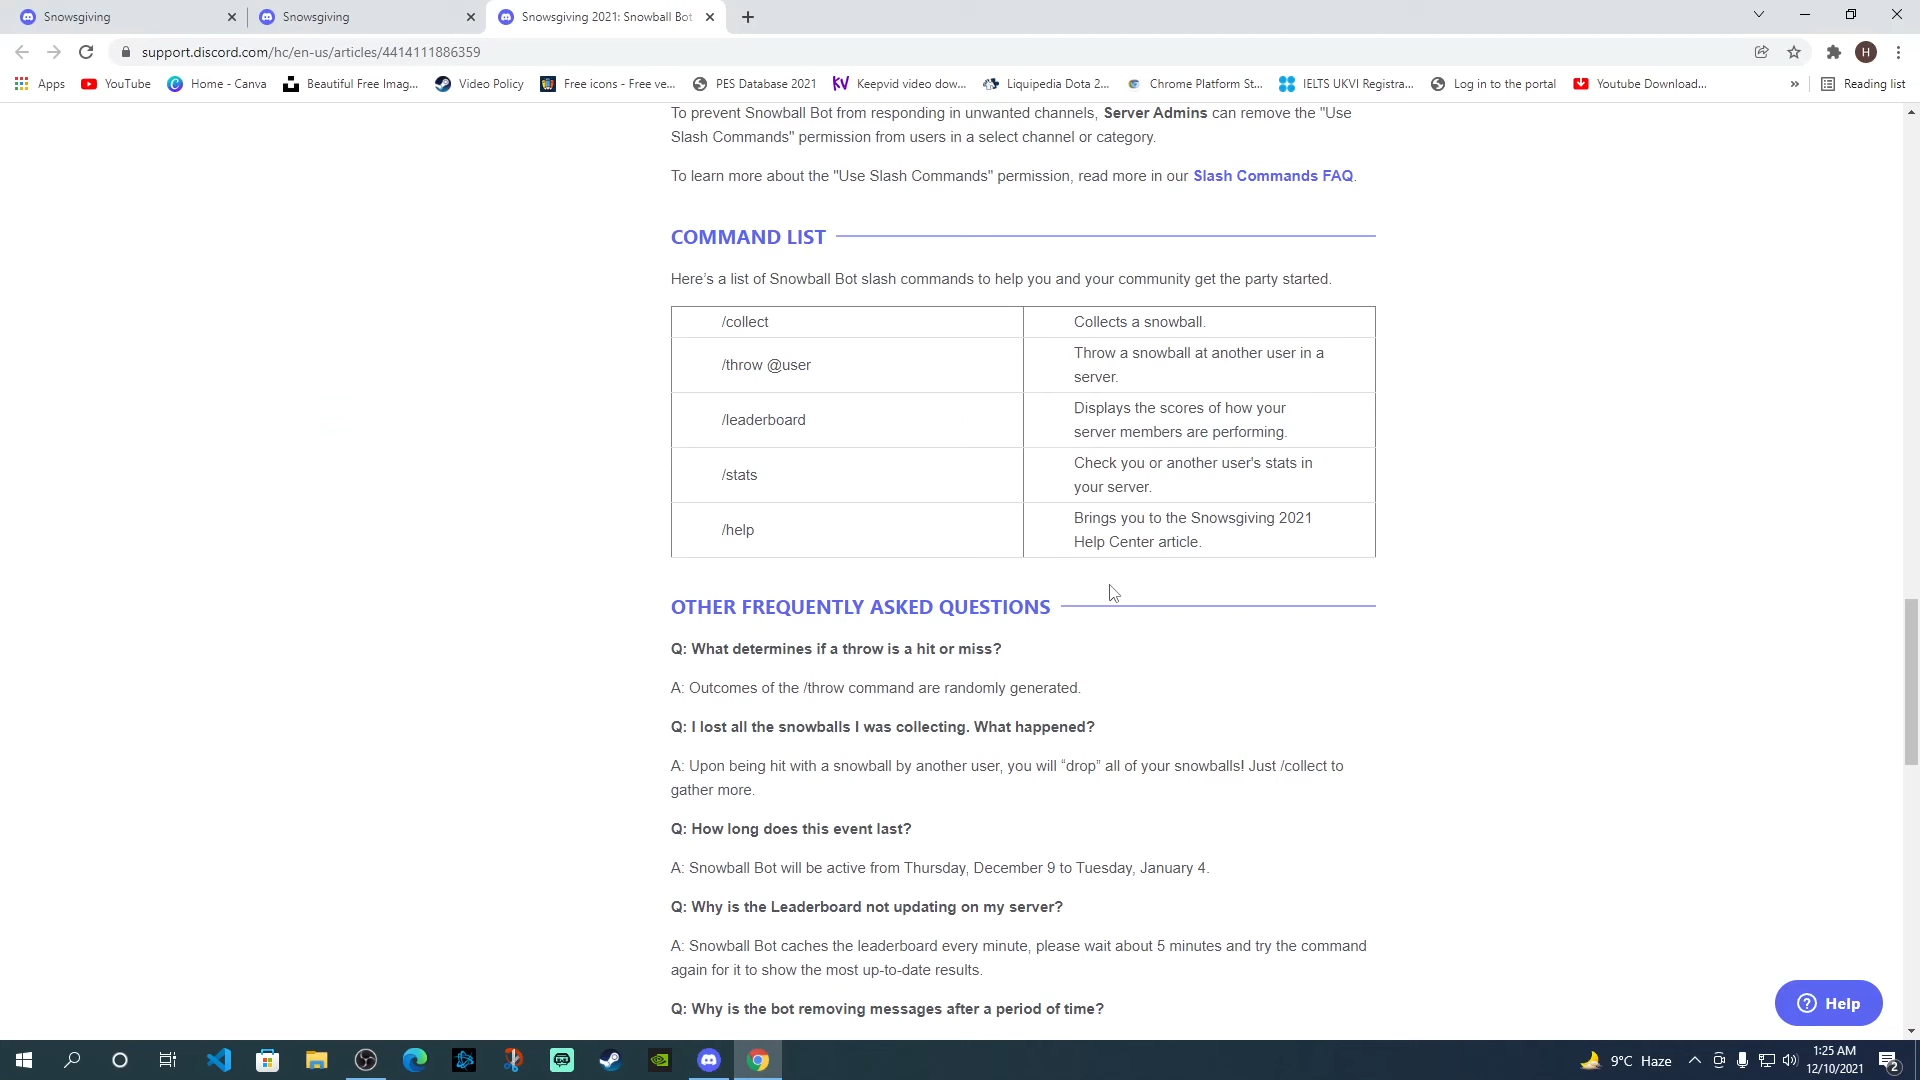 Snowsgiving
Snowsgiving
Snowsgiving 2021: Snowball Bot
support.discord.com/hc/en-us/articles/4414111886359
H
Apps
YouTube
Home - Canva
Beautiful Free Imag...
Video Policy
Free icons - Free ve...
PES Database 2021
KV Keepvid video dow...
Liquipedia Dota 2...
Chrome Platform St...
IELTS UKVI Registra...
Log in to the portal
Youtube Download...
»
Reading list
To prevent Snowball Bot from responding in unwanted channels, Server Admins can remove the "Use
Slash Commands" permission from users in a select channel or category.
To learn more about the "Use Slash Commands" permission, read more in our Slash Commands FAQ.
COMMAND LIST
Here’s a list of Snowball Bot slash commands to help you and your community get the party started.
/collect
Collects a snowball.
/throw @user
Throw a snowball at another user in a
server.
/leaderboard
Displays the scores of how your
server members are performing.
/stats
Check you or another user's stats in
your server.
/help
Brings you to the Snowsgiving 2021
Help Center article.
OTHER FREQUENTLY ASKED QUESTIONS
Q: What determines if a throw is a hit or miss?
A: Outcomes of the /throw command are randomly generated.
Q: I lost all the snowballs I was collecting. What happened?
A: Upon being hit with a snowball by another user, you will “drop” all of your snowballs! Just /collect to
gather more.
Q: How long does this event last?
A: Snowball Bot will be active from Thursday, December 9 to Tuesday, January 4.
Q: Why is the Leaderboard not updating on my server?
A: Snowball Bot caches the leaderboard every minute, please wait about 5 minutes and try the command
again for it to show the most up-to-date results.
Q: Why is the bot removing messages after a period of time?
Help
9°C Haze
1:25 AM
12/10/2021
2